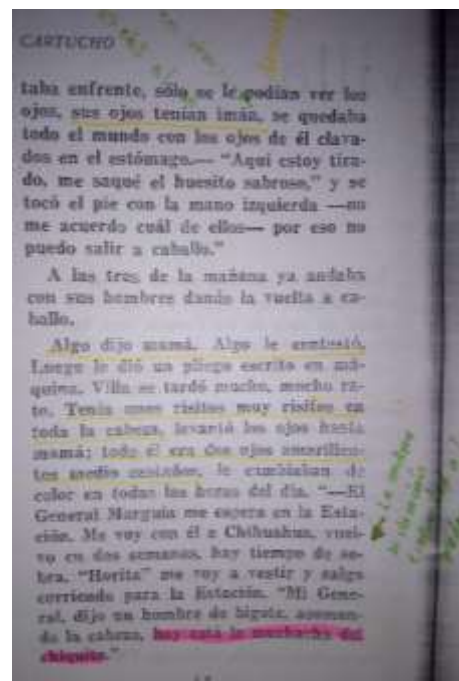 CARTUCHO
taba enfrente, sólo se le podían ver los
ojos, sus ojos tenían imán, se quedaba
todo el mundo con los ojos de él clava-
dos en el estómago.— "Aquí estoy tira-
do, me saqué el huesito sabroso," y se
tocó el pie con la mano izquierda —no
me acuerdo cuál de ellos— por eso no
puedo salir a caballo."
A las tres de la mañana ya andaba
con sus hombres dando la vuelta a ca-
ballo.
Algo dijo mamá. Algo le contestó.
Luego le dió un pliego escrito en má-
quina. Villa se tardó mucho, mucho ra-
to. Tenía unos risitos muy risitos en
toda la cabeza, levantó los ojos hasta
mamá; todo él era dos ojos amarillen-
tos medio castaños, le cambiaban de
color en todas las horas del día. "—El
General Murguía me espera en la Esta-
ción. Me voy con él a Chihuahua, vuel-
vo en dos semanas, hay tiempo de so-
bra. "Horita" me voy a vestir y salgo
corriendo para la Estación. "Mi Gene-
ral, dijo un hombre de bigote, asoman-
do la cabeza, hay está la muchacha del
chiquito."